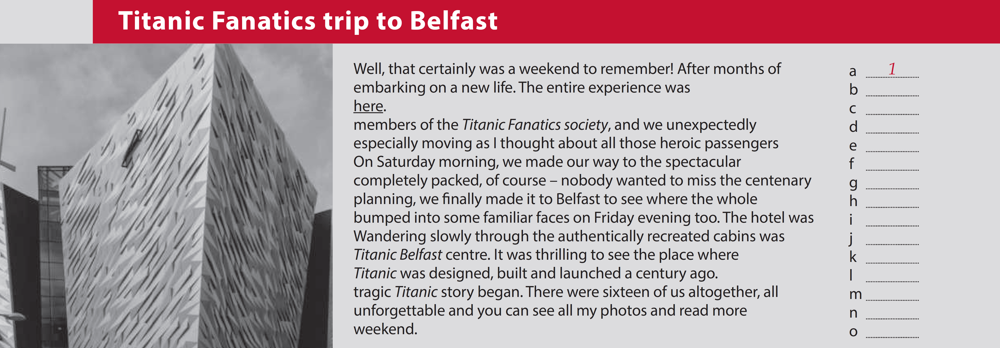 Titanic Fanatics trip to Belfast
Well, that certainly was a weekend to remember! After months of
embarking on a new life. The entire experience was
here.
members of the Titanic Fanatics society, and we unexpectedly
especially moving as I thought about all those heroic passengers
On Saturday morning, we made our way to the spectacular
completely packed, of course – nobody wanted to miss the centenary
planning, we finally made it to Belfast to see where the whole
bumped into some familiar faces on Friday evening too. The hotel was
Wandering slowly through the authentically recreated cabins was
Titanic Belfast centre. It was thrilling to see the place where
Titanic was designed, built and launched a century ago.
tragic Titanic story began. There were sixteen of us altogether, all
unforgettable and you can see all my photos and read more
weekend.
a 1
b
c
d
e
f
g
h
i
j
k
l
m
n
o